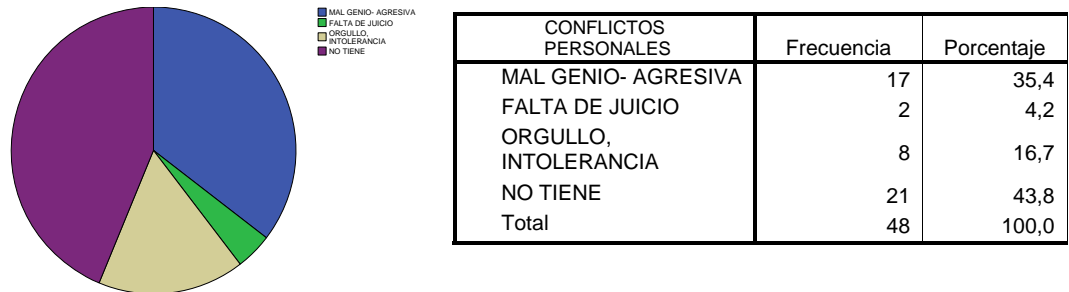 MAL GENIO- AGRESIVA
FALTA DE JUICIO
ORGULLO,
INTOLERANCIA
NO TIENE
CONFLICTOS
PERSONALES Frecuencia Porcentaje
MAL GENIO- AGRESIVA 17 35,4
FALTA DE JUICIO 2 4,2
ORGULLO,
INTOLERANCIA 8 16,7
NO TIENE 21 43,8
Total 48 100,0